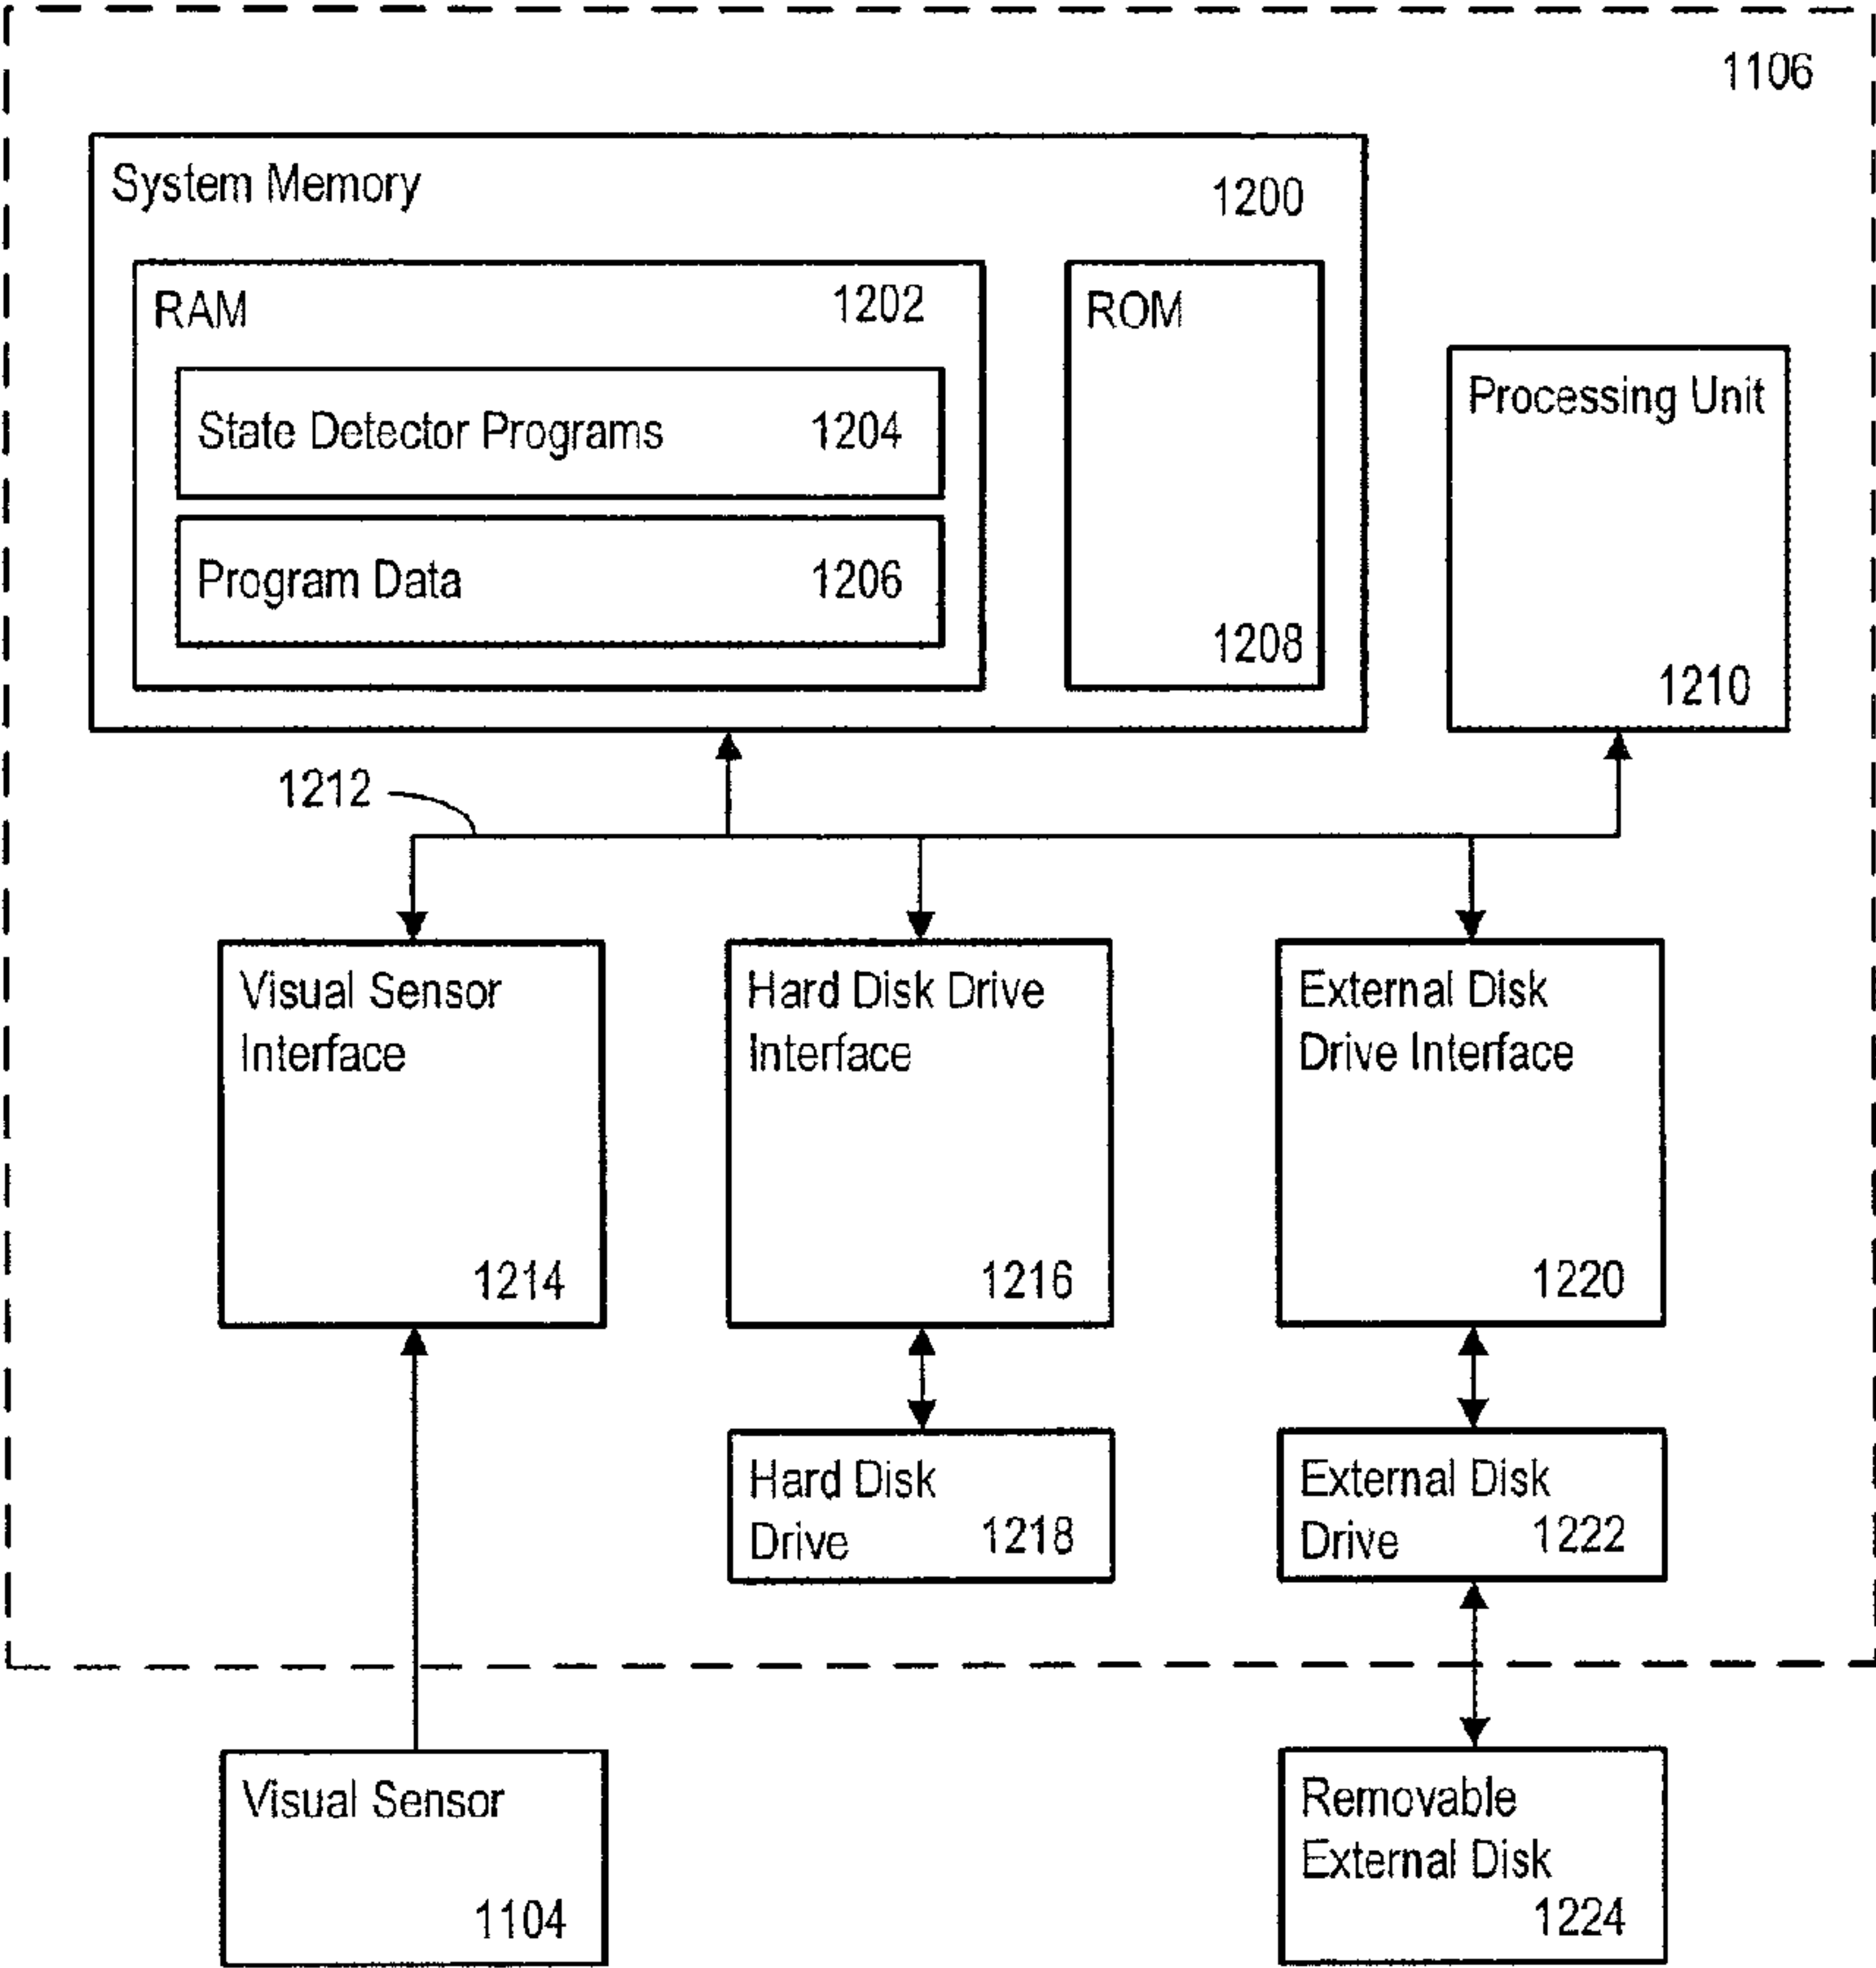 1106
System Memory 1200
RAM 1202
ROM
State Detector Programs 1204
Program Data 1206
1208
Processing Unit
1210
1212
Visual Sensor
Interface
1214
Hard Disk Drive
Interface
1216
External Disk
Drive Interface
1220
Hard Disk
Drive 1218
External Disk
Drive 1222
Visual Sensor
1104
Removable
External Disk
1224